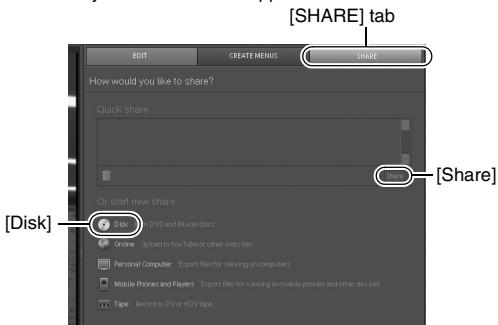 [SHARE] tab
EDIT CREATE MENUS SHARE
How would you like to share?
Quick share
Share
[Share]
Or start new share
[Disk]
Disk DVD and Blu-ray discs
Online Upload to YouTube or other websites
Personal Computer Export files for viewing on computers
Mobile Phones and Players Export files for viewing on mobile phones and other devices
Tape Record to DV or HDV tape